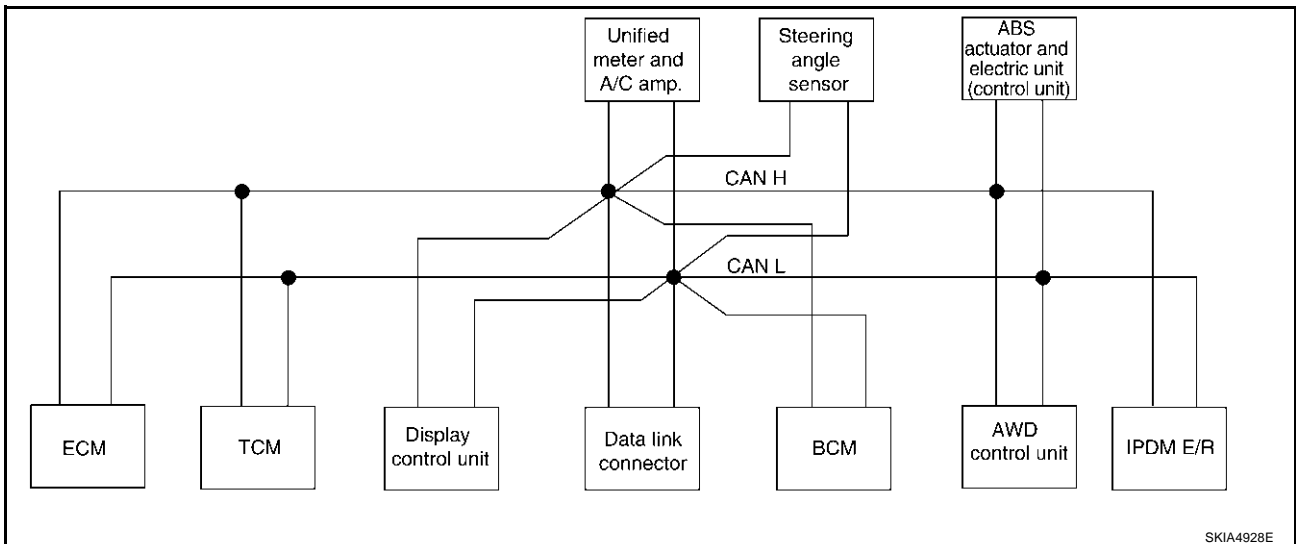 Unified
meter and
A/C amp.
Steering
angle
sensor
ABS
actuator and
electric unit
(control unit)
CAN H
CAN L
ECM
TCM
Display
control unit
Data link
connector
BCM
AWD
control unit
IPDM E/R
SKIA4928E